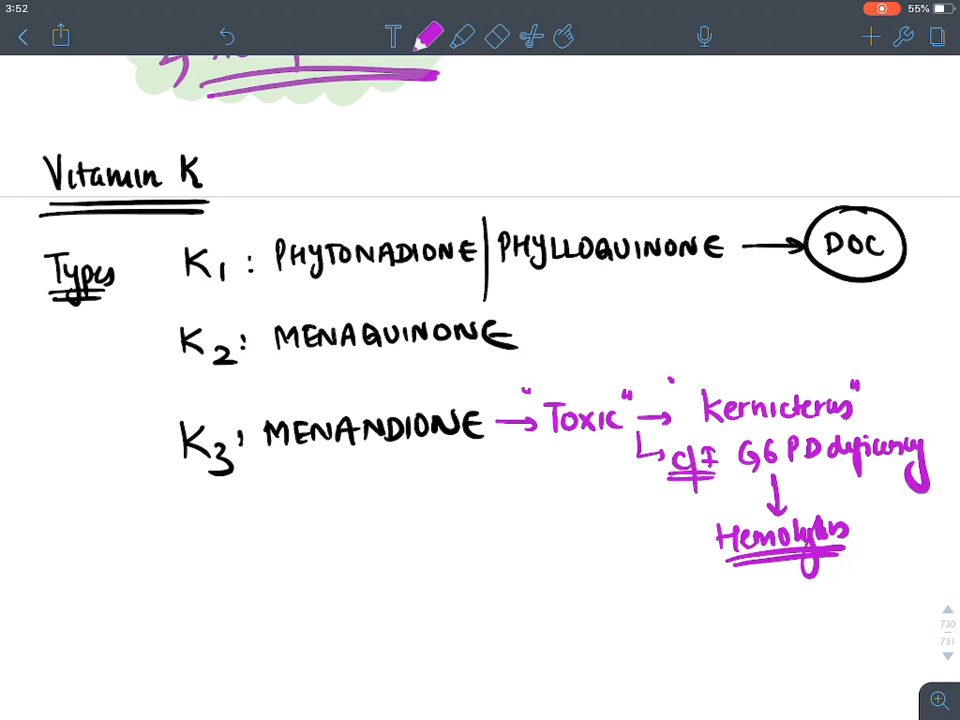 3:52
55%
T
Vitamin K
Types K1 : PHYTONADIONE | PHYLLOQUINONE → DOC
K2 : MENAQUINONE
K3 : MENANDIONE → "Toxic" → "Kernicterus"
↳ C/I G6PD deficiency
↓
Hemolysis
730
731